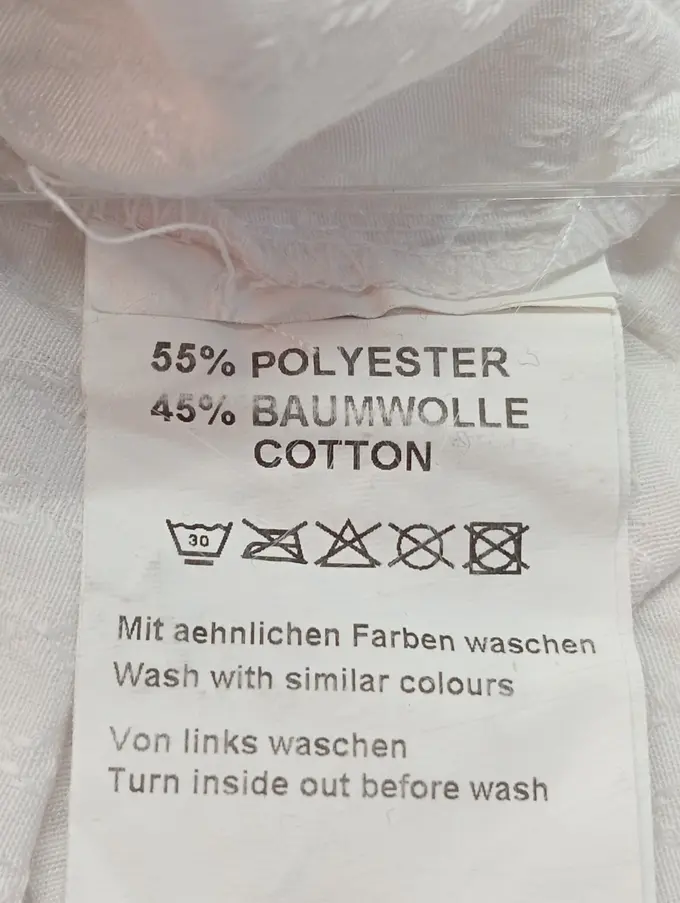 55% POLYESTER
45% BAUMWOLLE
COTTON
30
Mit aehnlichen Farben waschen
Wash with similar colours
Von links waschen
Turn inside out before wash